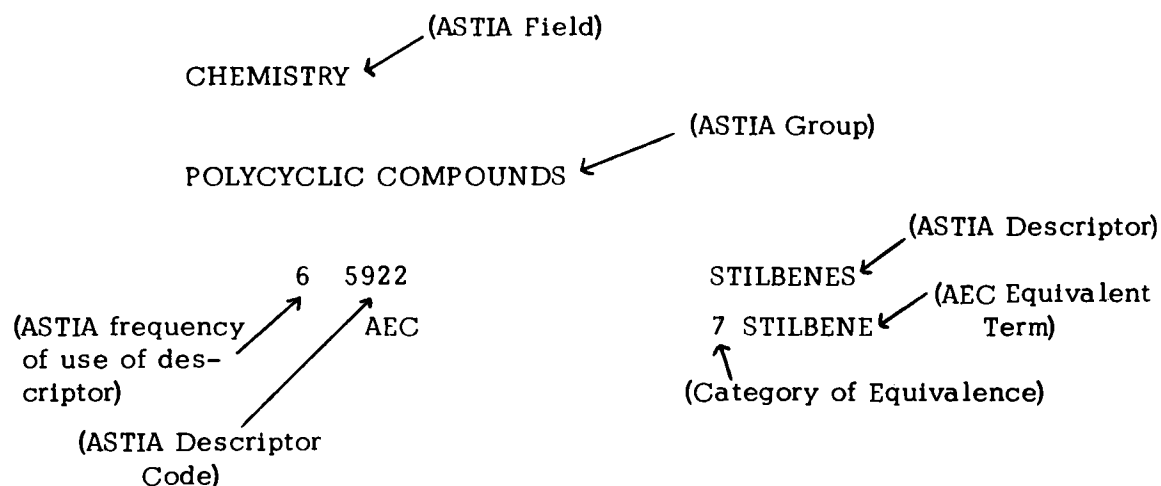 (ASTIA Field)
CHEMISTRY
(ASTIA Group)
POLYCYCLIC COMPOUNDS
(ASTIA Descriptor)
6 5922 STILBENES
(AEC Equivalent
Term)
(ASTIA frequency
of use of des-
criptor)
AEC 7 STILBENE
(Category of Equivalence)
(ASTIA Descriptor
Code)